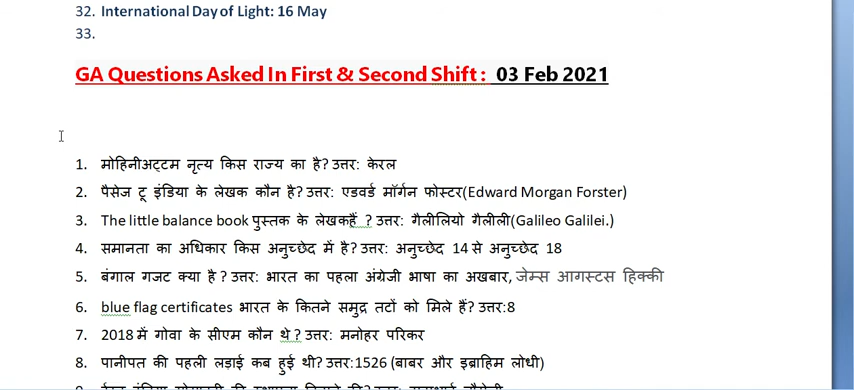 32. International Day of Light: 16 May
33.
GA Questions Asked In First & Second Shift : 03 Feb 2021
1. मोहिनीअट्टम नृत्य किस राज्य का है? उत्तर: केरल
2. पैसेज टू इंडिया के लेखक कौन है? उत्तर: एडवर्ड मॉर्गन फोस्टर(Edward Morgan Forster)
3. The little balance book पुस्तक के लेखकहैं ? उत्तर: गैलीलियो गैलीली(Galileo Galilei.)
4. समानता का अधिकार किस अनुच्छेद में है? उत्तर: अनुच्छेद 14 से अनुच्छेद 18
5. बंगाल गजट क्या है ? उत्तर: भारत का पहला अंग्रेजी भाषा का अखबार, जेम्स आगस्टस हिक्की
6. blue flag certificates भारत के कितने समुद्र तटों को मिले हैं? उत्तर:8
7. 2018 में गोवा के सीएम कौन थे ? उत्तर: मनोहर परिकर
8. पानीपत की पहली लड़ाई कब हुई थी? उत्तर:1526 (बाबर और इब्राहिम लोधी)